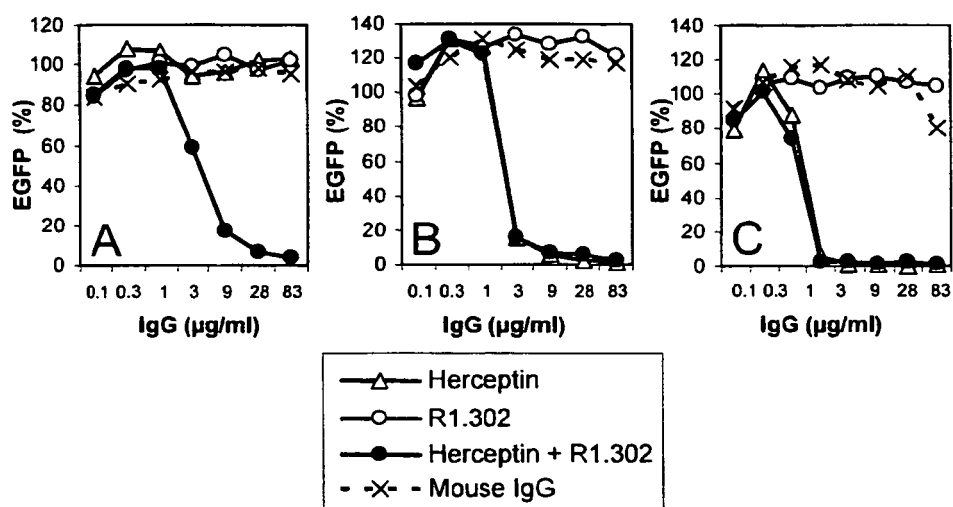 EGFP (%)
120
100
80
60
40
20
0
A
0.1 0.3 1 3 9 28 83
IgG (µg/ml)
EGFP (%)
140
120
100
80
60
40
20
0
B
0.1 0.3 1 3 9 28 83
IgG (µg/ml)
EGFP (%)
140
120
100
80
60
40
20
0
C
0.1 0.3 1 3 9 28 83
IgG (µg/ml)
Herceptin
R1.302
Herceptin + R1.302
Mouse IgG